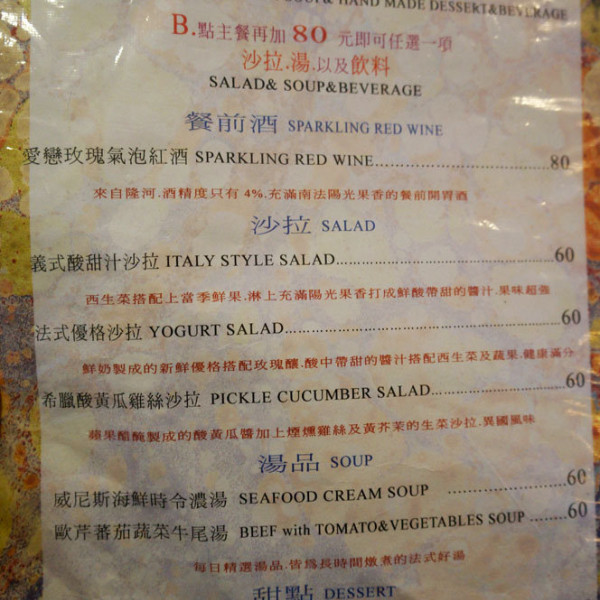 SOUP& HAND MADE DESSERT&BEVERAGE
B.點主餐再加 80 元即可任選一項
沙拉.湯.以及飲料
SALAD& SOUP&BEVERAGE
餐前酒 SPARKLING RED WINE
愛戀玫瑰氣泡紅酒 SPARKLING RED WINE........................80
來自隆河.酒精度只有 4%.充滿南法陽光果香的餐前開胃酒
沙拉 SALAD
義式酸甜汁沙拉 ITALY STYLE SALAD........................60
西生菜搭配上當季鮮果.淋上充滿陽光果香打成鮮酸帶甜的醬汁.果味超強
法式優格沙拉 YOGURT SALAD........................60
鮮奶製成的新鮮優格搭配玫瑰釀.酸中帶甜的醬汁搭配西生菜及蔬果.健康滿分
希臘酸黃瓜雞絲沙拉 PICKLE CUCUMBER SALAD........................60
蘋果醋醃製成的酸黃瓜醬加上煙燻雞絲及黃芥茉的生菜沙拉.異國風味
湯品 SOUP
威尼斯海鮮時令濃湯 SEAFOOD CREAM SOUP ..................60
歐芹蕃茄蔬菜牛尾湯 BEEF with TOMATO&VEGETABLES SOUP ........60
每日精選湯品.皆為長時間燉煮的法式好湯
甜點 DESSERT